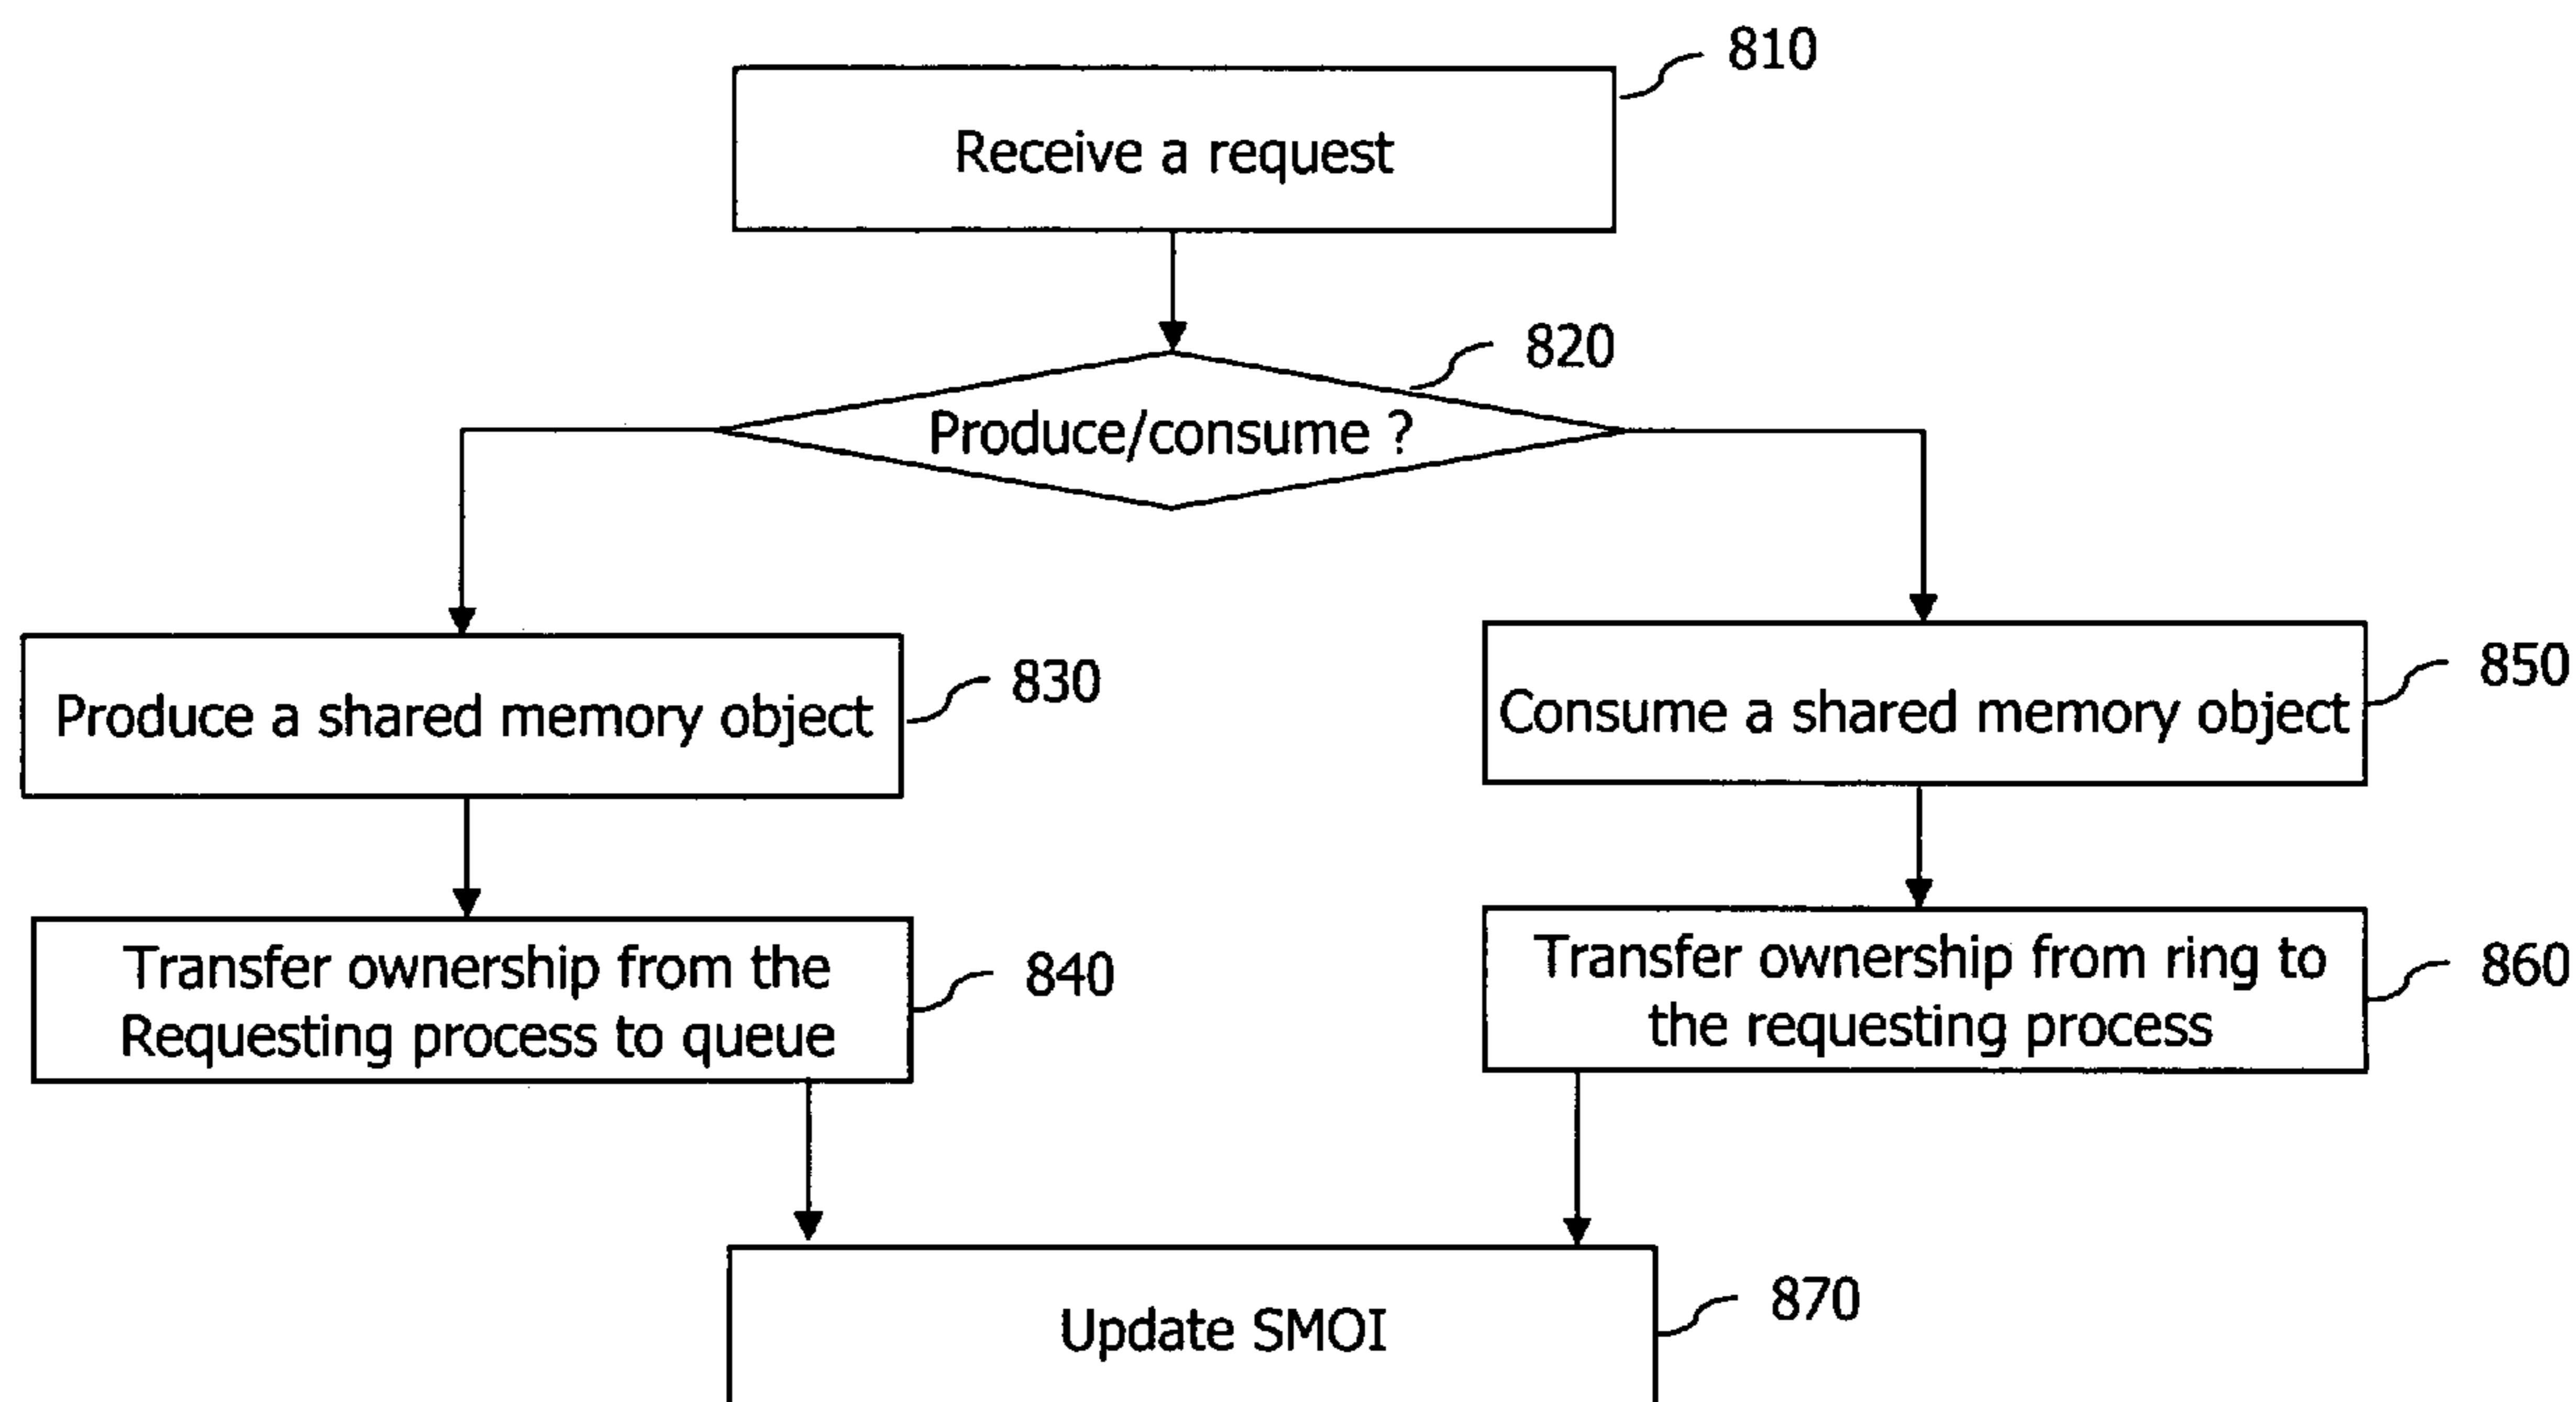 810
Receive a request
820
Produce/consume ?
830
Produce a shared memory object
850
Consume a shared memory object
840
Transfer ownership from the
Requesting process to queue
860
Transfer ownership from ring to
the requesting process
870
Update SMOI